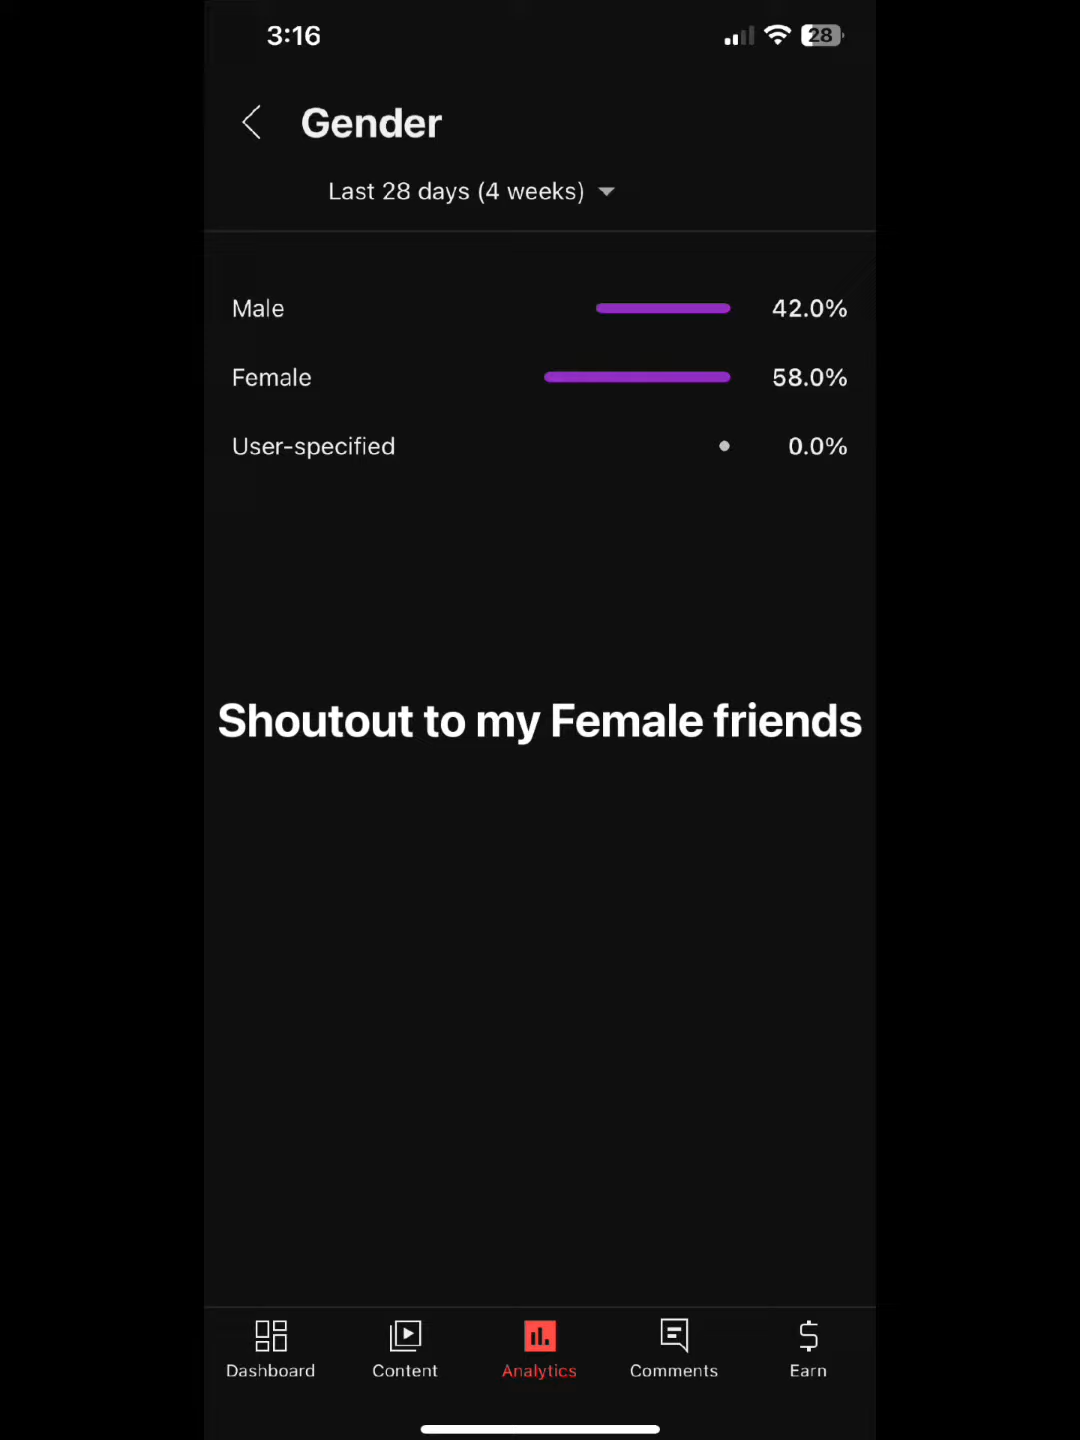 3:16
28
Gender
Last 28 days (4 weeks)
Male 42.0%
Female 58.0%
User-specified 0.0%
Shoutout to my Female friends
Dashboard Content Analytics Comments Earn